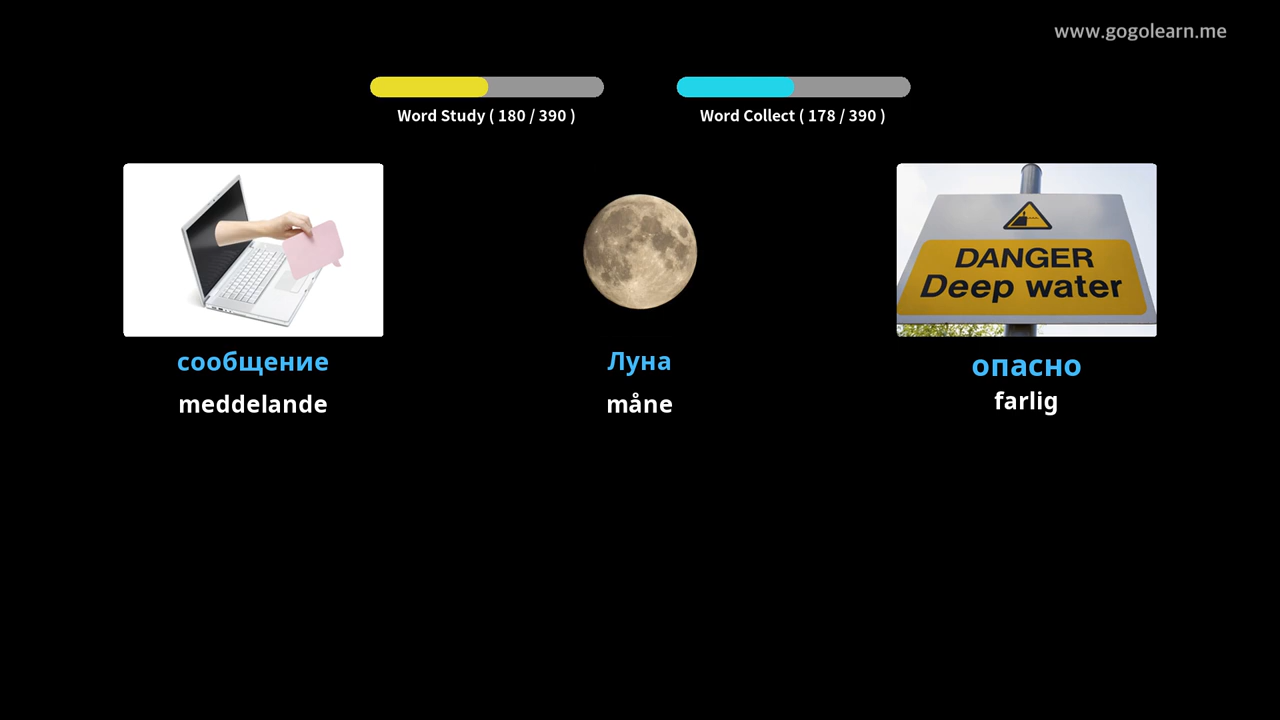 www.gogolearn.me
Word Study ( 180 / 390 )
Word Collect ( 178 / 390 )
DANGER
Deep water
сообщение
meddelande
Луна
måne
опасно
farlig